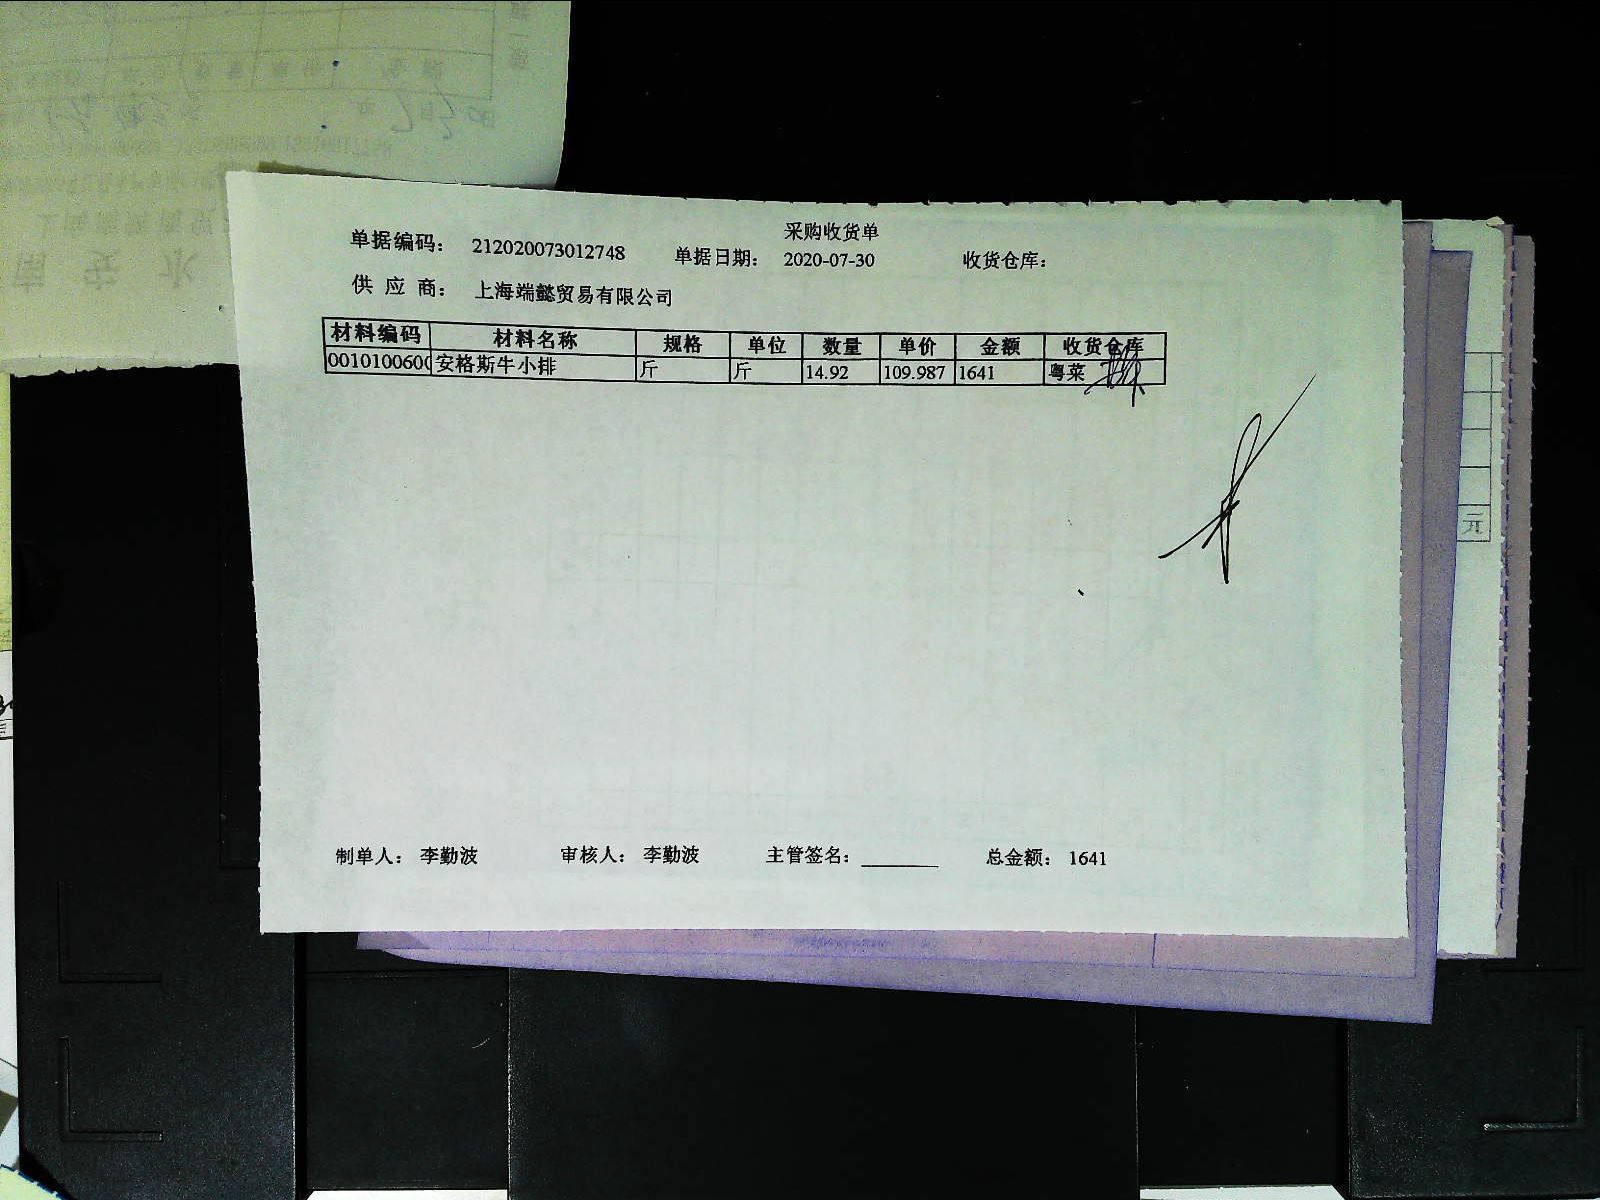 采购收货单
单据编码： 212020073012748 单据日期： 2020-07-30 收货仓库：
供 应 商： 上海端懿贸易有限公司
材料编码 材料名称 规格 单位 数量 单价 金额 收货仓库
0010100600 安格斯牛小排 斤 斤 14.92 109.987 1641 粤菜
制单人： 李勤波 审核人： 李勤波 主管签名：________ 总金额： 1641
元